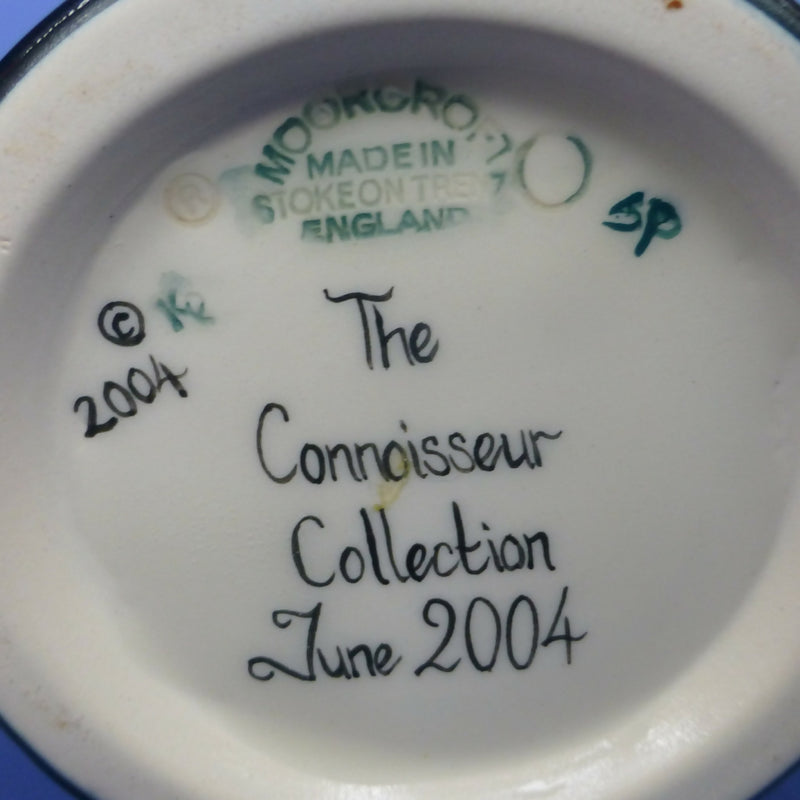 MOORCROFT
MADE IN
STOKE ON TRENT
ENGLAND
®
SP
©
2004
The
Connoisseur
Collection
June 2004